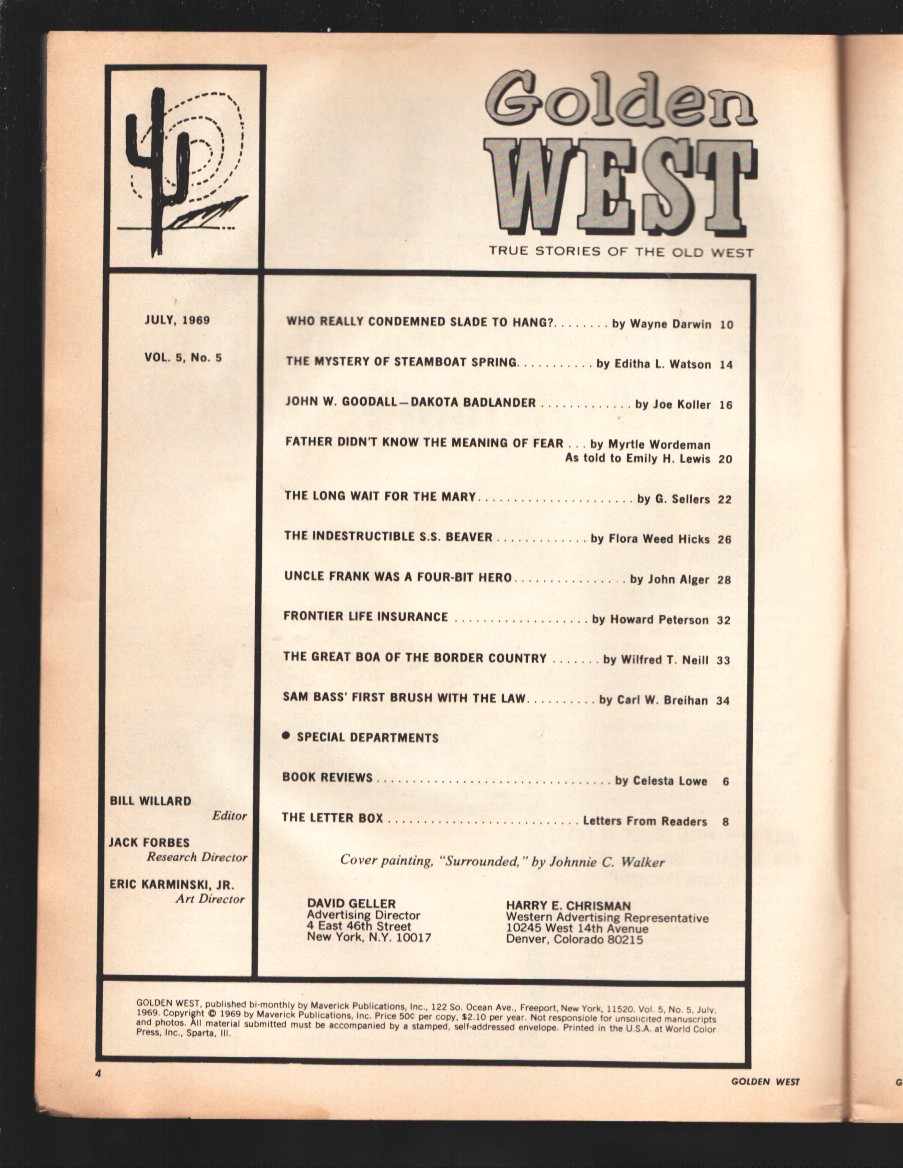 Golden
WEST
TRUE STORIES OF THE OLD WEST
JULY, 1969
VOL. 5, No. 5
WHO REALLY CONDEMNED SLADE TO HANG?........ by Wayne Darwin 10
THE MYSTERY OF STEAMBOAT SPRING........... by Editha L. Watson 14
JOHN W. GOODALL—DAKOTA BADLANDER ............. by Joe Koller 16
FATHER DIDN'T KNOW THE MEANING OF FEAR ... by Myrtle Wordeman
As told to Emily H. Lewis 20
THE LONG WAIT FOR THE MARY...................... by G. Sellers 22
THE INDESTRUCTIBLE S.S. BEAVER ............. by Flora Weed Hicks 26
UNCLE FRANK WAS A FOUR-BIT HERO................ by John Alger 28
FRONTIER LIFE INSURANCE ................... by Howard Peterson 32
THE GREAT BOA OF THE BORDER COUNTRY ....... by Wilfred T. Neill 33
SAM BASS' FIRST BRUSH WITH THE LAW.......... by Carl W. Breihan 34
● SPECIAL DEPARTMENTS
BOOK REVIEWS ................................. by Celesta Lowe 6
THE LETTER BOX ........................... Letters From Readers 8
Cover painting, "Surrounded," by Johnnie C. Walker
BILL WILLARD
Editor
JACK FORBES
Research Director
ERIC KARMINSKI, JR.
Art Director
DAVID GELLER
Advertising Director
4 East 46th Street
New York, N.Y. 10017
HARRY E. CHRISMAN
Western Advertising Representative
10245 West 14th Avenue
Denver, Colorado 80215
GOLDEN WEST, published bi-monthly by Maverick Publications, Inc., 122 So. Ocean Ave., Freeport, New York, 11520. Vol. 5, No. 5, July,
1969. Copyright © 1969 by Maverick Publications, Inc. Price 50¢ per copy, $2.10 per year. Not responsible for unsolicited manuscripts
and photos. All material submitted must be accompanied by a stamped, self-addressed envelope. Printed in the U.S.A. at World Color
Press, Inc., Sparta, Ill.
4
GOLDEN WEST
G